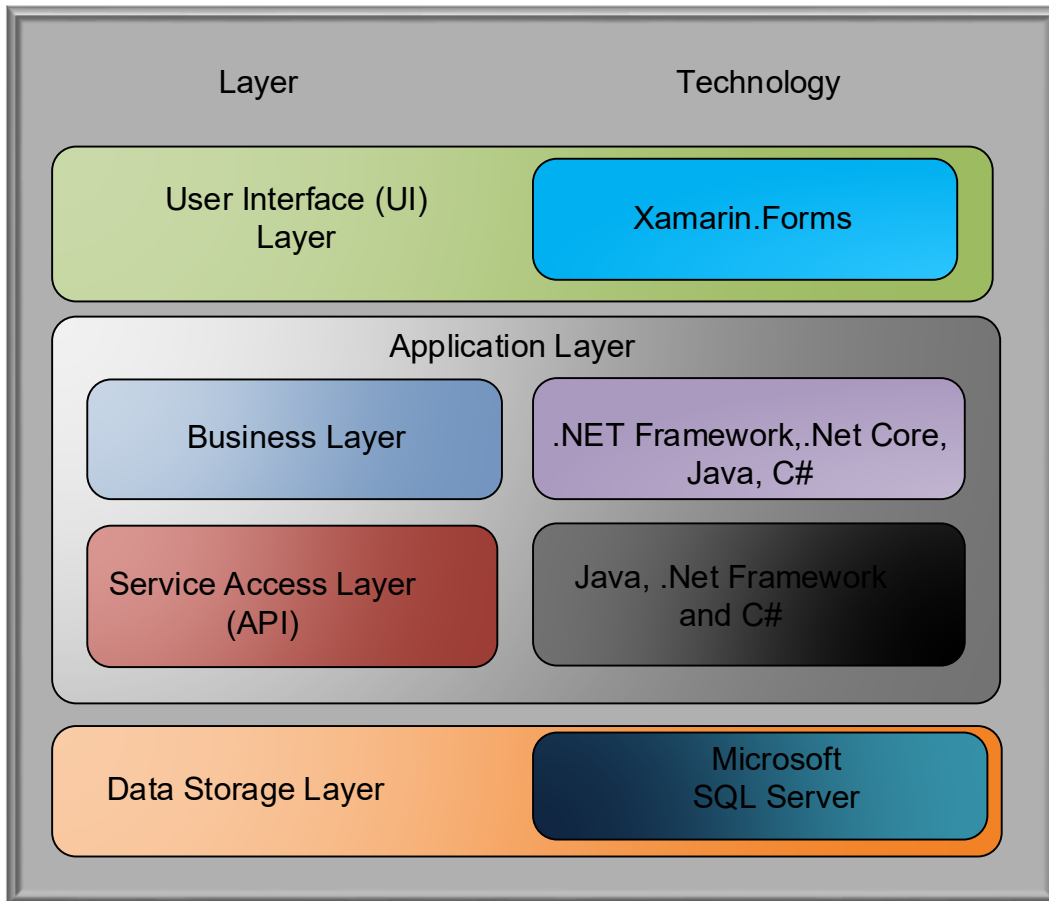 Layer
Technology
User Interface (UI)
Layer
Xamarin.Forms
Application Layer
Business Layer
.NET Framework,.Net Core,
Java, C#
Service Access Layer
(API)
Java, .Net Framework
and C#
Data Storage Layer
Microsoft
SQL Server